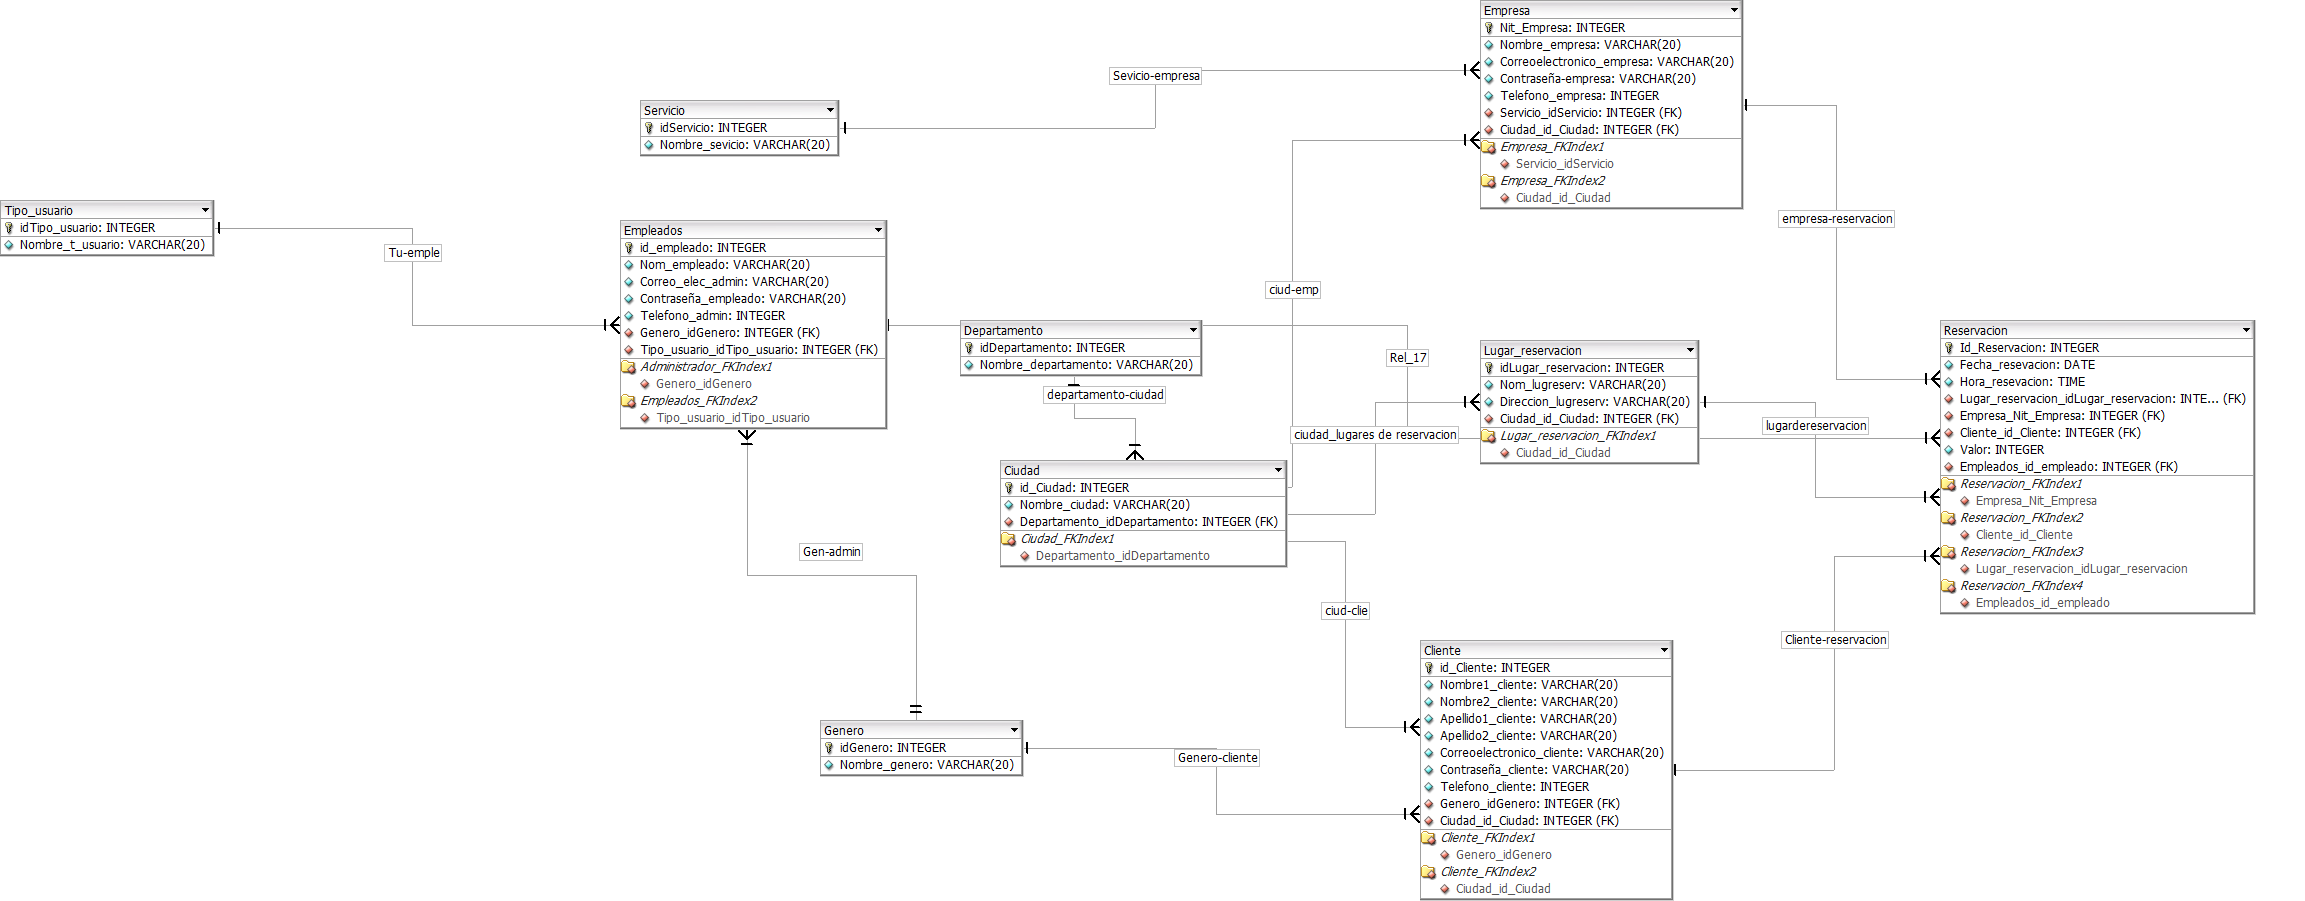 Empresa
Nit_Empresa: INTEGER
Nombre_empresa: VARCHAR(20)
Correoelectronico_empresa: VARCHAR(20)
Contraseña-empresa: VARCHAR(20)
Telefono_empresa: INTEGER
Servicio_idServicio: INTEGER (FK)
Ciudad_id_Ciudad: INTEGER (FK)
Empresa_FKIndex1
Servicio_idServicio
Empresa_FKIndex2
Ciudad_id_Ciudad
Sevicio-empresa
Servicio
idServicio: INTEGER
Nombre_sevicio: VARCHAR(20)
Tipo_usuario
idTipo_usuario: INTEGER
Nombre_t_usuario: VARCHAR(20)
Tu-emple
Empleados
id_empleado: INTEGER
Nom_empleado: VARCHAR(20)
Correo_elec_admin: VARCHAR(20)
Contraseña_empleado: VARCHAR(20)
Telefono_admin: INTEGER
Genero_idGenero: INTEGER (FK)
Tipo_usuario_idTipo_usuario: INTEGER (FK)
Administrador_FKIndex1
Genero_idGenero
Empleados_FKIndex2
Tipo_usuario_idTipo_usuario
empresa-reservacion
ciud-emp
Departamento
idDepartamento: INTEGER
Nombre_departamento: VARCHAR(20)
departamento-ciudad
Rel_17
Lugar_reservacion
idLugar_reservacion: INTEGER
Nom_lugreserv: VARCHAR(20)
Direccion_lugreserv: VARCHAR(20)
Ciudad_id_Ciudad: INTEGER (FK)
Lugar_reservacion_FKIndex1
Ciudad_id_Ciudad
ciudad_lugares de reservacion
lugardereservacion
Reservacion
Id_Reservacion: INTEGER
Fecha_resevacion: DATE
Hora_resevacion: TIME
Lugar_reservacion_idLugar_reservacion: INTE... (FK)
Empresa_Nit_Empresa: INTEGER (FK)
Cliente_id_Cliente: INTEGER (FK)
Valor: INTEGER
Empleados_id_empleado: INTEGER (FK)
Reservacion_FKIndex1
Empresa_Nit_Empresa
Reservacion_FKIndex2
Cliente_id_Cliente
Reservacion_FKIndex3
Lugar_reservacion_idLugar_reservacion
Reservacion_FKIndex4
Empleados_id_empleado
Ciudad
id_Ciudad: INTEGER
Nombre_ciudad: VARCHAR(20)
Departamento_idDepartamento: INTEGER (FK)
Ciudad_FKIndex1
Departamento_idDepartamento
Gen-admin
ciud-clie
Cliente-reservacion
Genero
idGenero: INTEGER
Nombre_genero: VARCHAR(20)
Genero-cliente
Cliente
id_Cliente: INTEGER
Nombre1_cliente: VARCHAR(20)
Nombre2_cliente: VARCHAR(20)
Apellido1_cliente: VARCHAR(20)
Apellido2_cliente: VARCHAR(20)
Correoelectronico_cliente: VARCHAR(20)
Contraseña_cliente: VARCHAR(20)
Telefono_cliente: INTEGER
Genero_idGenero: INTEGER (FK)
Ciudad_id_Ciudad: INTEGER (FK)
Cliente_FKIndex1
Genero_idGenero
Cliente_FKIndex2
Ciudad_id_Ciudad